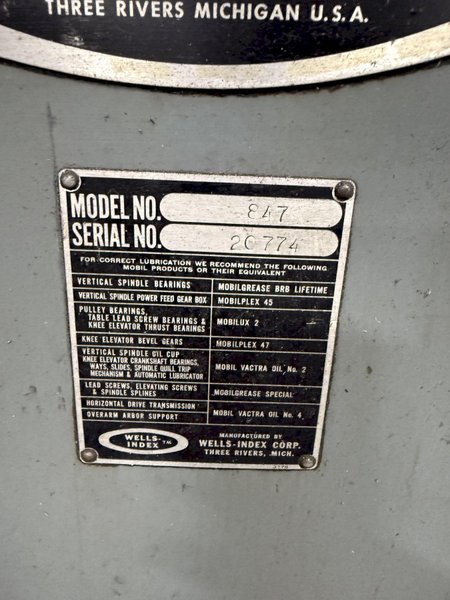 THREE RIVERS MICHIGAN U.S.A.
MODEL NO. 847
SERIAL NO. 20774
FOR CORRECT LUBRICATION WE RECOMMEND THE FOLLOWING
MOBIL PRODUCTS OR THEIR EQUIVALENT
VERTICAL SPINDLE BEARINGS MOBILGREASE BRB LIFETIME
VERTICAL SPINDLE POWER FEED GEAR BOX MOBILPLEX 45
PULLEY BEARINGS,
TABLE LEAD SCREW BEARINGS &
KNEE ELEVATOR THRUST BEARINGS
MOBILUX 2
KNEE ELEVATOR BEVEL GEARS MOBILPLEX 47
VERTICAL SPINDLE OIL CUP
KNEE ELEVATOR CRANKSHAFT BEARINGS,
WAYS, SLIDES, SPINDLE QUILL TRIP
MECHANISM & AUTOMATIC LUBRICATOR
MOBIL VACTRA OIL No. 2
LEAD SCREWS, ELEVATING SCREWS
& SPINDLE SPLINES
MOBILGREASE SPECIAL
HORIZONTAL DRIVE TRANSMISSION
OVERARM ARBOR SUPPORT
MOBIL VACTRA OIL No. 4
WELLS-
INDEX TM
MANUFACTURED BY
WELLS-INDEX CORP.
THREE RIVERS, MICH.